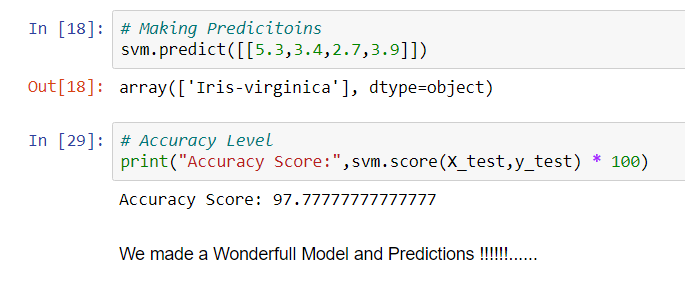 In [18]: # Making Predicitoins
svm.predict([[5.3,3.4,2.7,3.9]])
Out[18]: array(['Iris-virginica'], dtype=object)
In [29]: # Accuracy Level
print("Accuracy Score:",svm.score(X_test,y_test) * 100)
Accuracy Score: 97.77777777777777
We made a Wonderfull Model and Predictions !!!!!!......